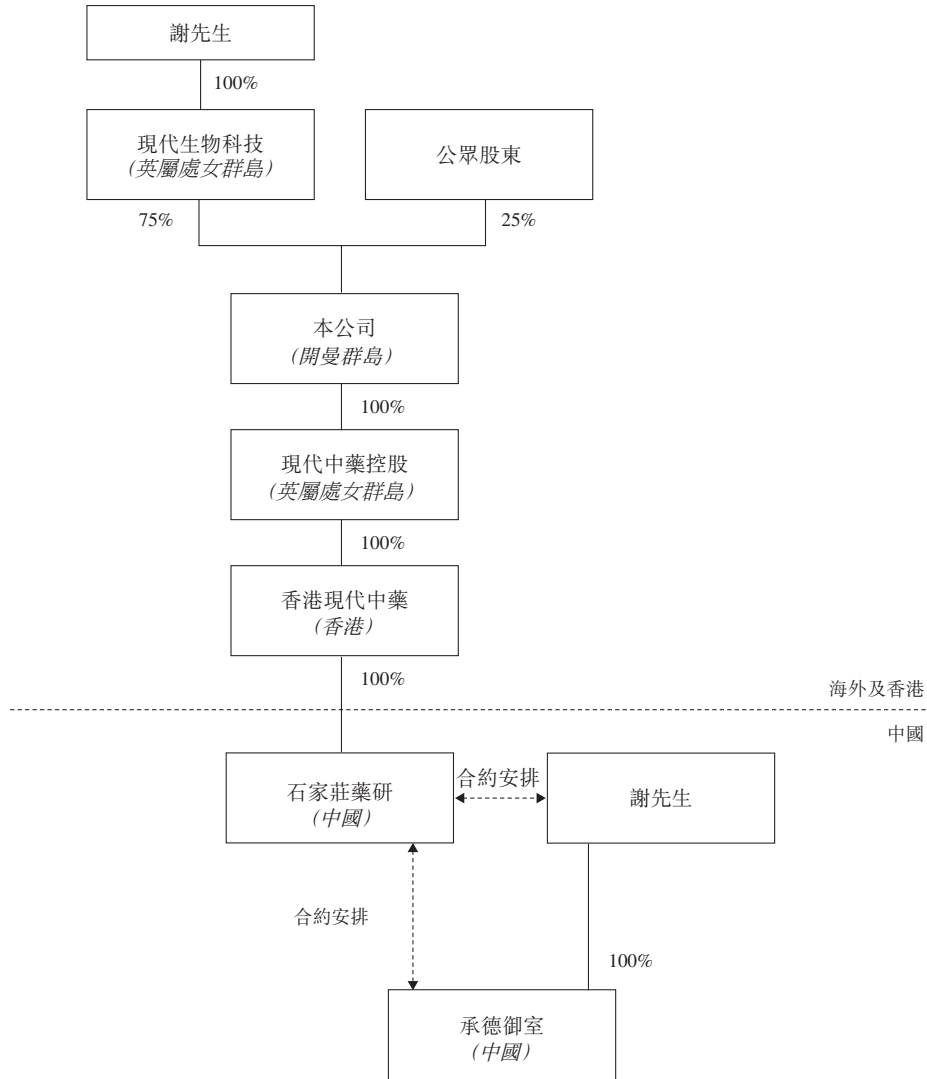 謝先生
100%
現代生物科技
(英屬處女群島)
公眾股東
75%
25%
本公司
(開曼群島)
100%
現代中藥控股
(英屬處女群島)
100%
香港現代中藥
(香港)
100%
海外及香港
中國
石家莊藥研
(中國)
合約安排
謝先生
合約安排
100%
承德御室
(中國)